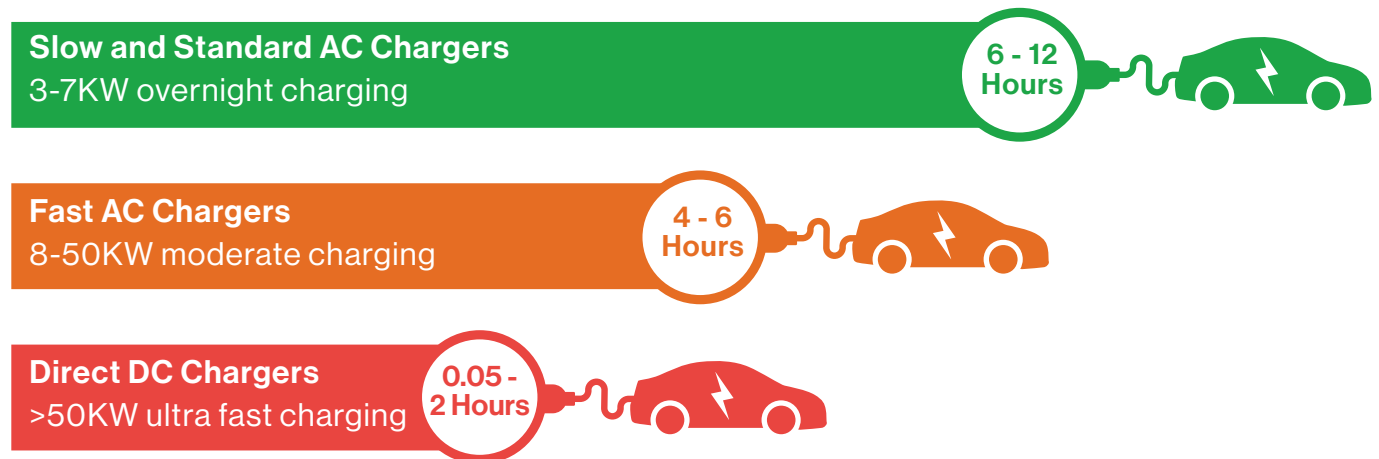 Slow and Standard AC Chargers
3-7KW overnight charging
6 - 12
Hours
Fast AC Chargers
8-50KW moderate charging
4 - 6
Hours
Direct DC Chargers
>50KW ultra fast charging
0.05 -
2 Hours